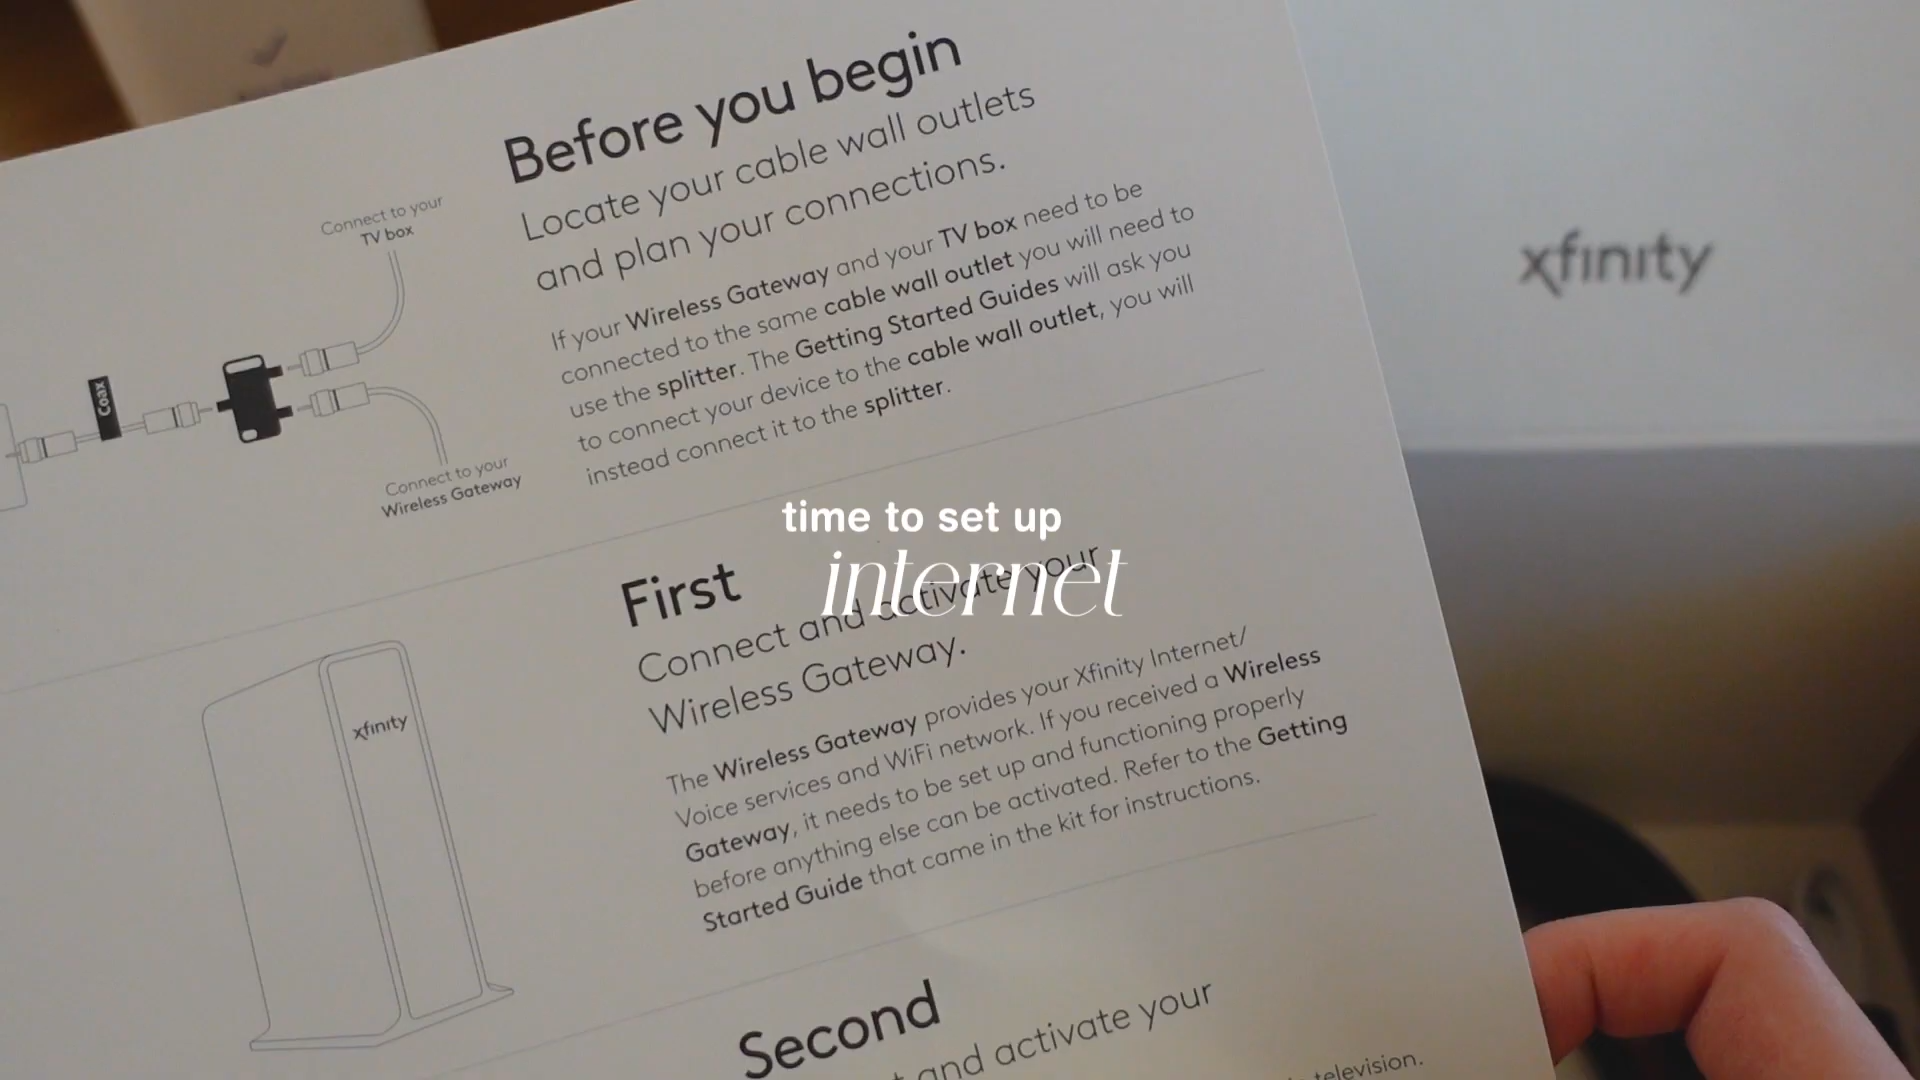 Connect to your
TV box
Coax
Connect to your
Wireless Gateway
Before you begin
Locate your cable wall outlets
and plan your connections.
If your Wireless Gateway and your TV box need to be
connected to the same cable wall outlet you will need to
use the splitter. The Getting Started Guides will ask you
to connect your device to the cable wall outlet, you will
instead connect it to the splitter.
xfinity
time to set up
internet
First
Connect and activate your
Wireless Gateway.
xfinity
The Wireless Gateway provides your Xfinity Internet/
Voice services and WiFi network. If you received a Wireless
Gateway, it needs to be set up and functioning properly
before anything else can be activated. Refer to the Getting
Started Guide that came in the kit for instructions.
Second
and activate your
television.